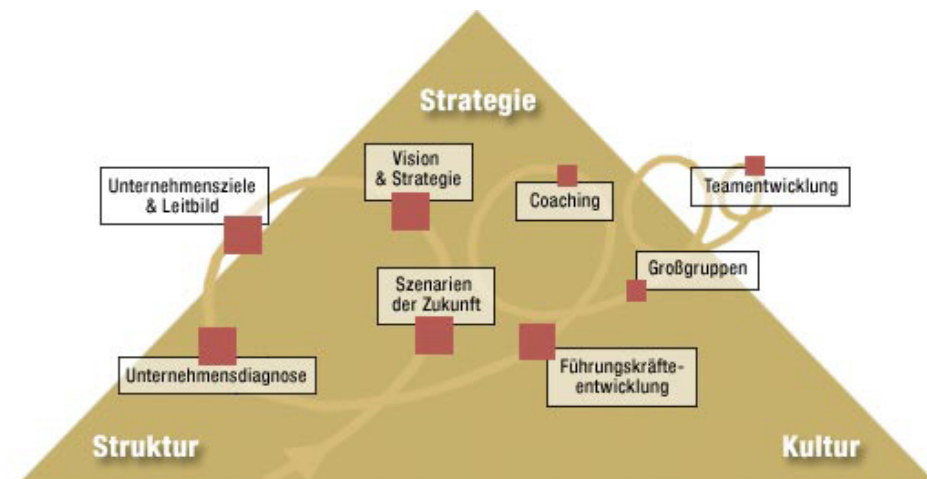 Strategie
Vision
& Strategie
Unternehmensziele
& Leitbild
Coaching
Teamentwicklung
Großgruppen
Szenarien
der Zukunft
Unternehmensdiagnose
Führungskräfte-
entwicklung
Struktur
Kultur